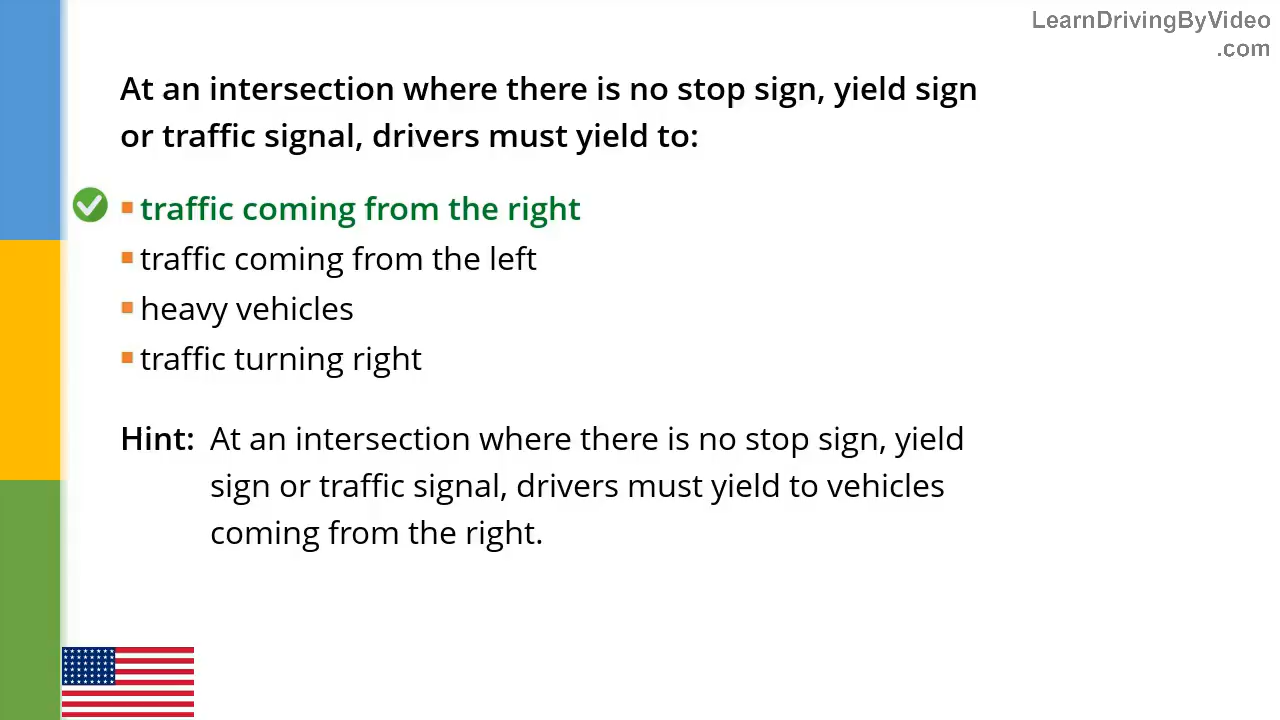 LearnDrivingByVideo
.com
At an intersection where there is no stop sign, yield sign
or traffic signal, drivers must yield to:
traffic coming from the right
traffic coming from the left
heavy vehicles
traffic turning right
Hint: At an intersection where there is no stop sign, yield
sign or traffic signal, drivers must yield to vehicles
coming from the right.